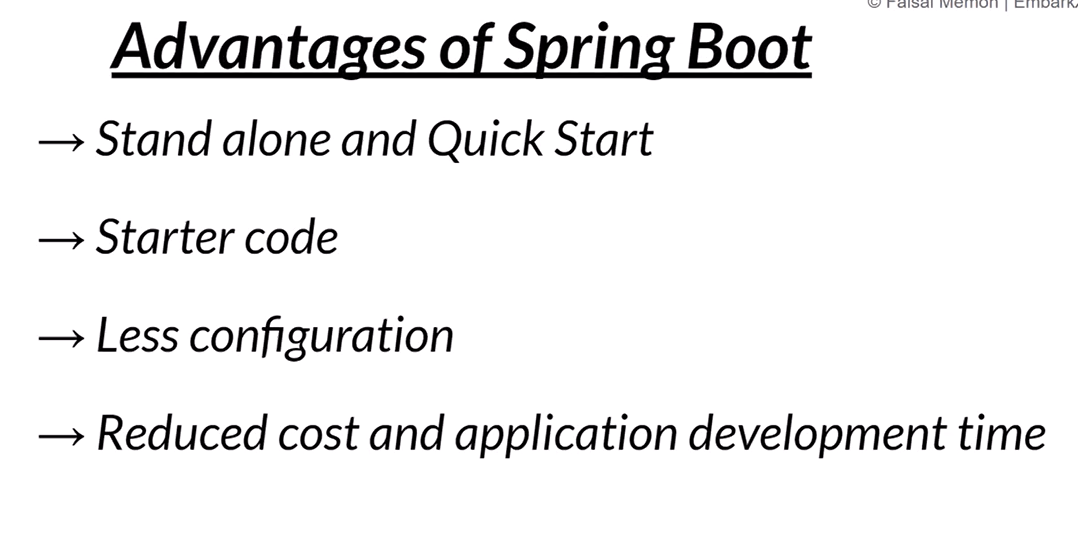 © Faisal Memon | Embark
Advantages of Spring Boot
→ Stand alone and Quick Start
→ Starter code
→ Less configuration
→ Reduced cost and application development time